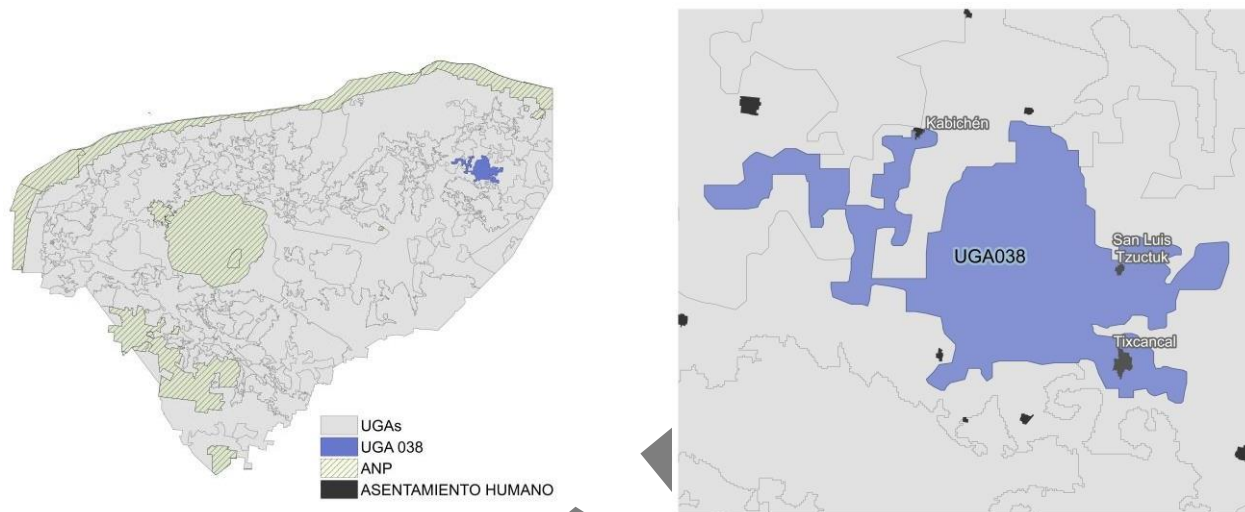 UGAs
UGA 038
ANP
ASENTAMIENTO HUMANO
Kabichén
San Luis
Tzuctuk
UGA038
Tixcancal